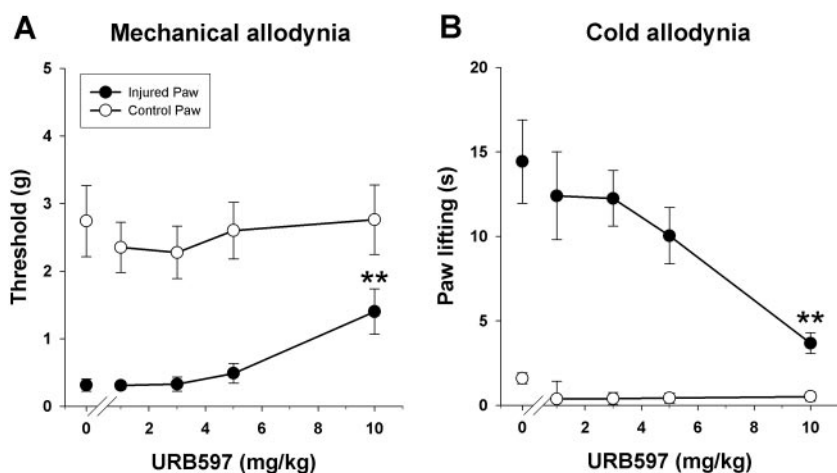 A
Mechanical allodynia
5
4
3
2
1
0
Threshold (g)
Injured Paw
Control Paw
**
0
2
4
6
8
10
URB597 (mg/kg)
B
Cold allodynia
20
15
10
5
0
Paw lifting (s)
**
0
2
4
6
8
10
URB597 (mg/kg)